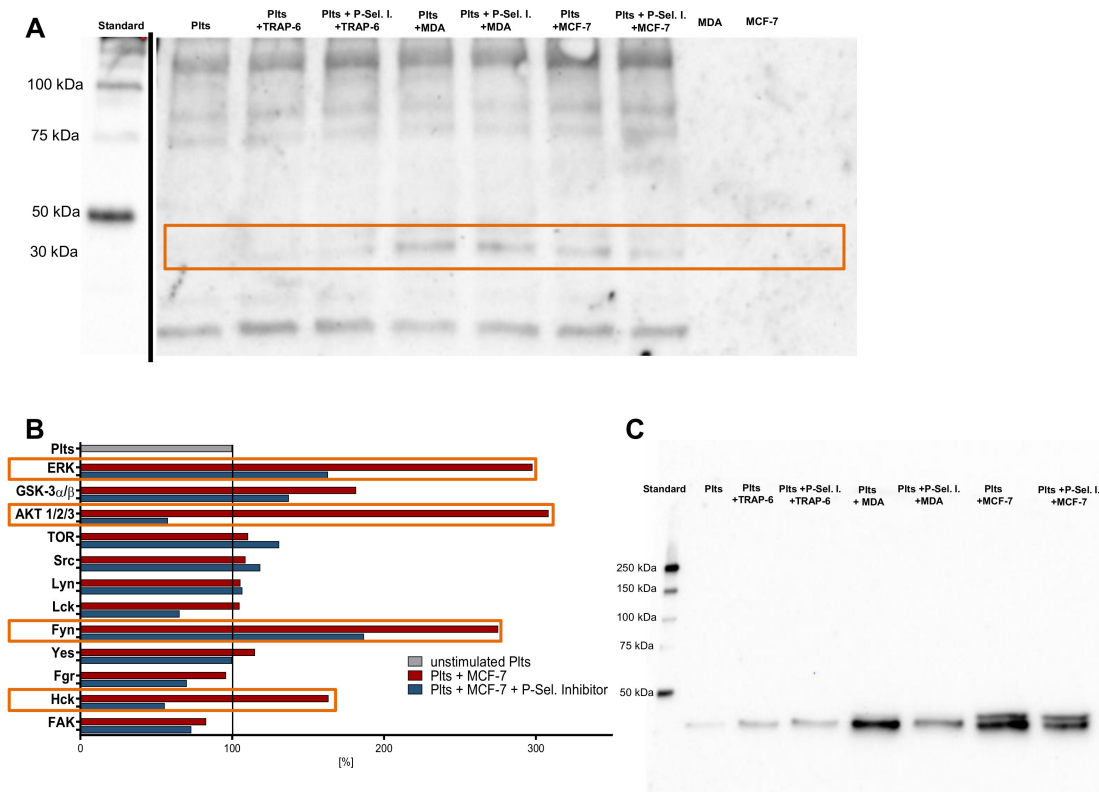 A
Standard
Plts
Plts
+TRAP-6
Plts + P-Sel. I.
+TRAP-6
Plts
+MDA
Plts + P-Sel. I.
+MDA
Plts
+MCF-7
Plts + P-Sel. I.
+MCF-7
MDA
MCF-7
100 kDa
75 kDa
50 kDa
30 kDa
B
Plts
ERK
GSK-3α/β
AKT 1/2/3
TOR
Src
Lyn
Lck
Fyn
Yes
Fgr
Hck
FAK
unstimulated Plts
Plts + MCF-7
Plts + MCF-7 + P-Sel. Inhibitor
0
100
200
300
[%]
C
Standard
Plts
Plts
+TRAP-6
Plts +P-Sel. I.
+TRAP-6
Plts
+ MDA
Plts +P-Sel. I.
+MDA
Plts
+MCF-7
Plts +P-Sel. I.
+MCF-7
250 kDa
150 kDa
100 kDa
75 kDa
50 kDa